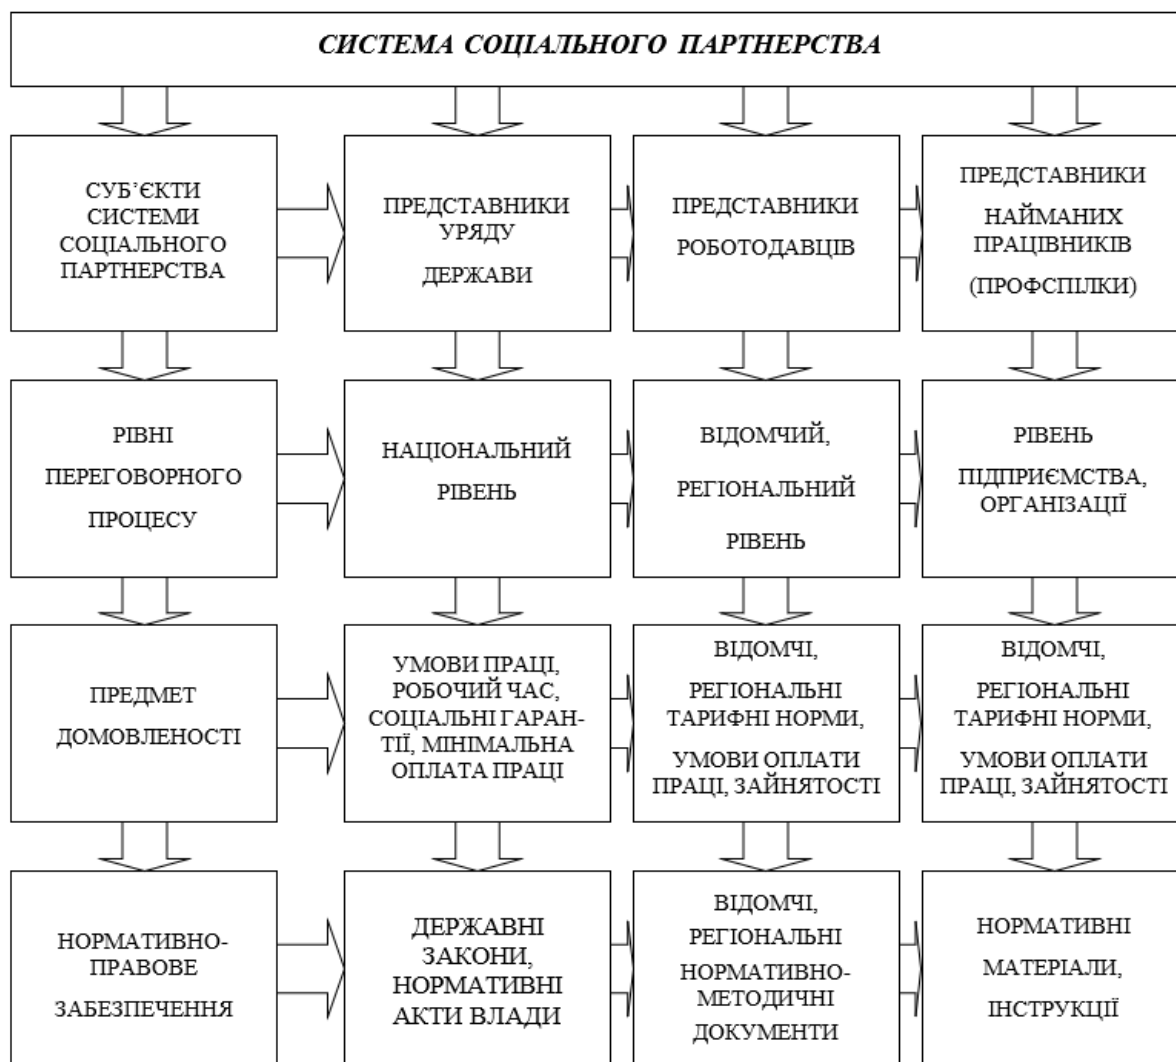 СИСТЕМА СОЦІАЛЬНОГО ПАРТНЕРСТВА
СУБ’ЄКТИ
СИСТЕМИ
СОЦІАЛЬНОГО
ПАРТНЕРСТВА
ПРЕДСТАВНИКИ
УРЯДУ
ДЕРЖАВИ
ПРЕДСТАВНИКИ
РОБОТОДАВЦІВ
ПРЕДСТАВНИКИ
НАЙМАНИХ
ПРАЦІВНИКІВ
(ПРОФСПІЛКИ)
РІВНІ
ПЕРЕГОВОРНОГО
ПРОЦЕСУ
НАЦІОНАЛЬНИЙ
РІВЕНЬ
ВІДОМЧИЙ,
РЕГІОНАЛЬНИЙ
РІВЕНЬ
РІВЕНЬ
ПІДПРИЄМСТВА,
ОРГАНІЗАЦІЇ
ПРЕДМЕТ
ДОМОВЛЕНОСТІ
УМОВИ ПРАЦІ,
РОБОЧИЙ ЧАС,
СОЦІАЛЬНІ ГАРАН-
ТІЇ, МІНІМАЛЬНА
ОПЛАТА ПРАЦІ
ВІДОМЧІ,
РЕГІОНАЛЬНІ
ТАРИФНІ НОРМИ,
УМОВИ ОПЛАТИ
ПРАЦІ, ЗАЙНЯТОСТІ
ВІДОМЧІ,
РЕГІОНАЛЬНІ
ТАРИФНІ НОРМИ,
УМОВИ ОПЛАТИ
ПРАЦІ, ЗАЙНЯТОСТІ
НОРМАТИВНО-
ПРАВОВЕ
ЗАБЕЗПЕЧЕННЯ
ДЕРЖАВНІ
ЗАКОНИ,
НОРМАТИВНІ
АКТИ ВЛАДИ
ВІДОМЧІ,
РЕГІОНАЛЬНІ
НОРМАТИВНО-
МЕТОДИЧНІ
ДОКУМЕНТИ
НОРМАТИВНІ
МАТЕРІАЛИ,
ІНСТРУКЦІЇ